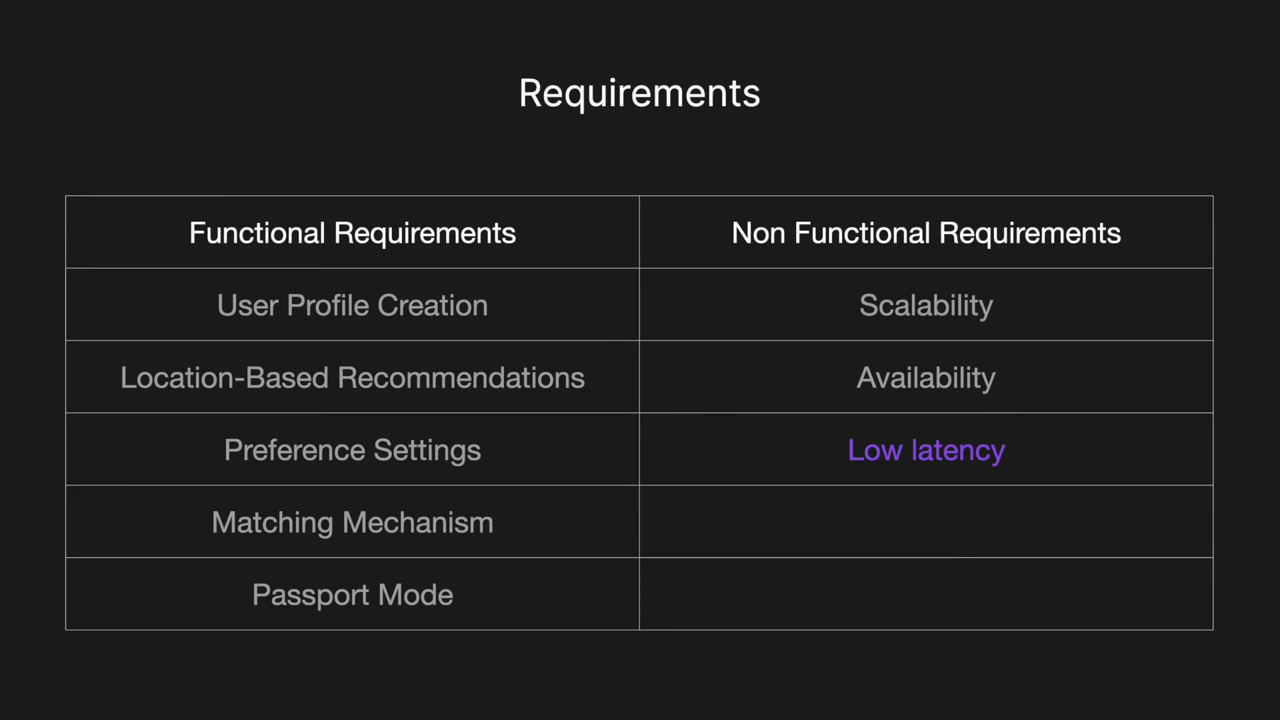 Requirements
Functional Requirements
Non Functional Requirements
User Profile Creation
Scalability
Location-Based Recommendations
Availability
Preference Settings
Low latency
Matching Mechanism
Passport Mode